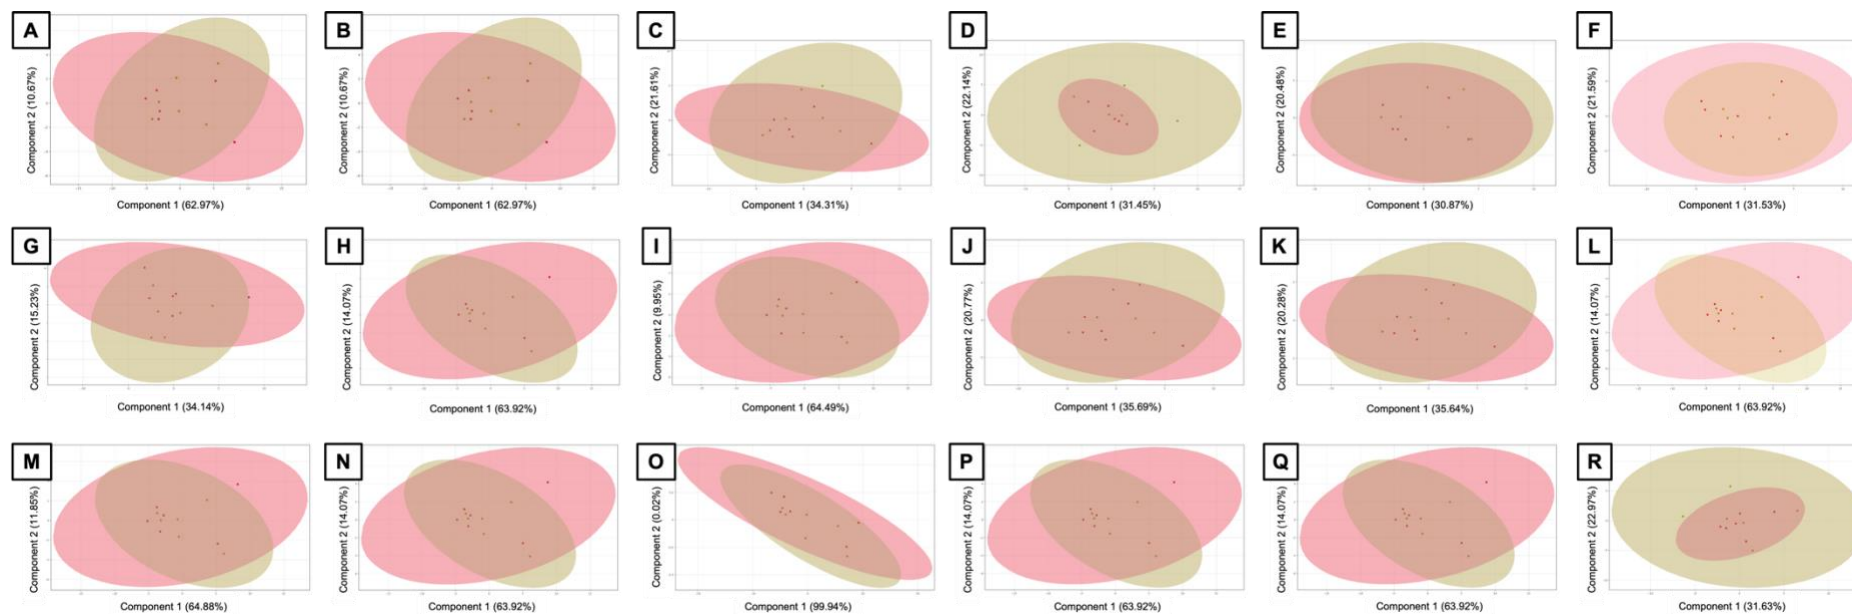 A
Component 2 (10.67%)
Component 1 (62.97%)
B
Component 2 (10.67%)
Component 1 (62.97%)
C
Component 2 (21.61%)
Component 1 (34.31%)
D
Component 2 (22.14%)
Component 1 (31.45%)
E
Component 2 (20.48%)
Component 1 (30.87%)
F
Component 2 (21.59%)
Component 1 (31.53%)
G
Component 2 (15.23%)
Component 1 (34.14%)
H
Component 2 (14.07%)
Component 1 (63.92%)
I
Component 2 (9.95%)
Component 1 (64.49%)
J
Component 2 (20.77%)
Component 1 (35.69%)
K
Component 2 (20.28%)
Component 1 (35.64%)
L
Component 2 (14.07%)
Component 1 (63.92%)
M
Component 2 (11.85%)
Component 1 (64.88%)
N
Component 2 (14.07%)
Component 1 (63.92%)
O
Component 2 (0.02%)
Component 1 (99.94%)
P
Component 2 (14.07%)
Component 1 (63.92%)
Q
Component 2 (14.07%)
Component 1 (63.92%)
R
Component 2 (22.97%)
Component 1 (31.63%)